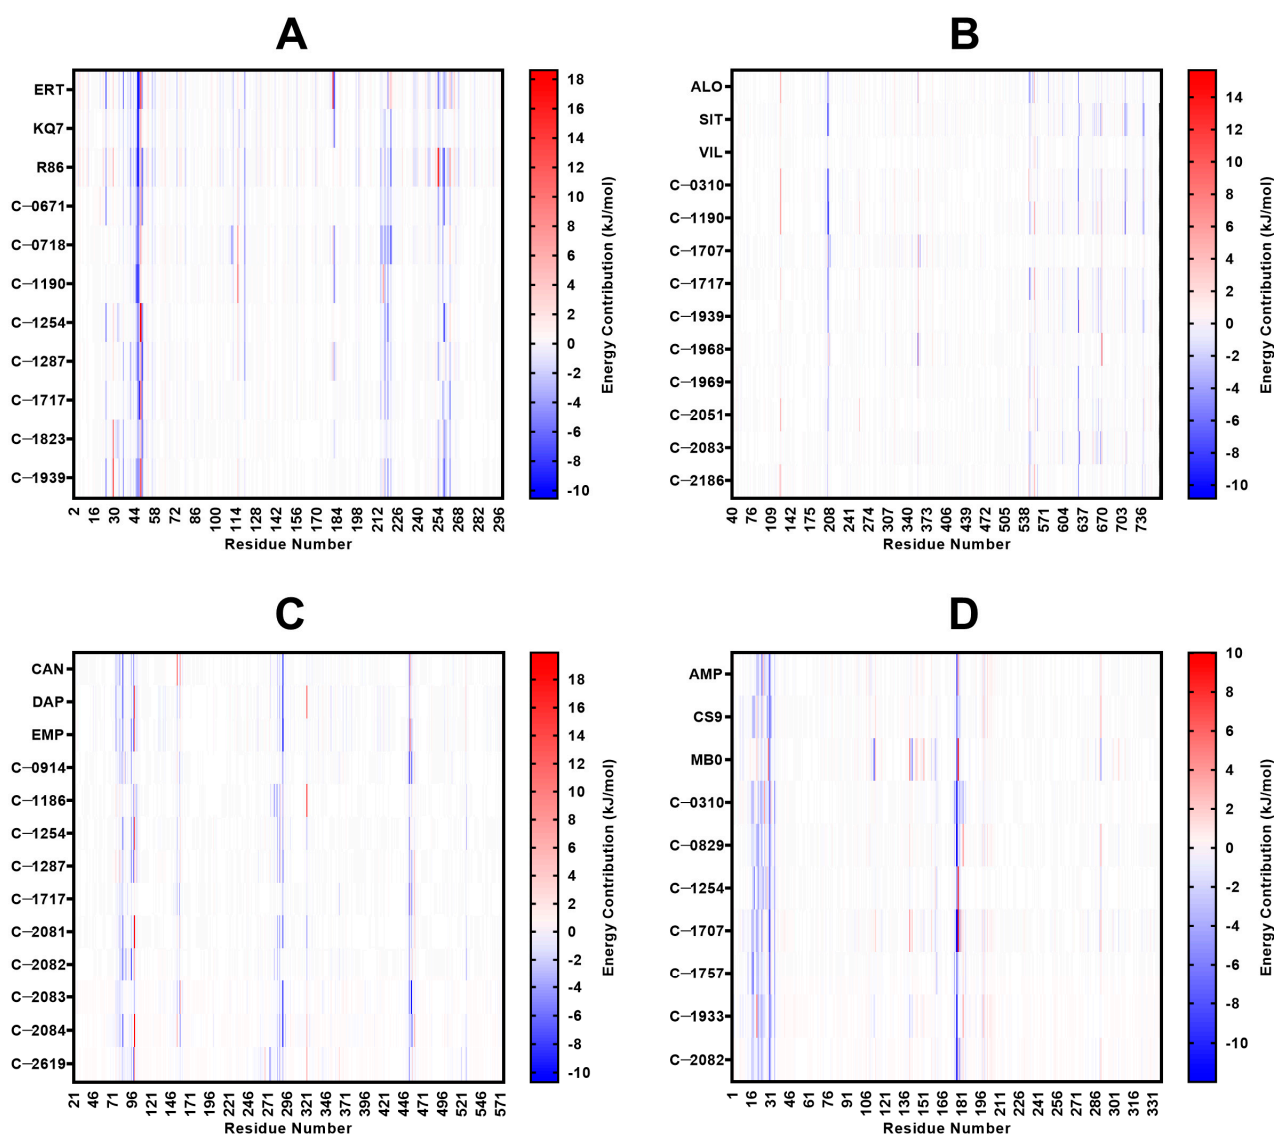 A
ERT
KQ7
R86
C−0671
C−0718
C−1190
C−1254
C−1287
C−1717
C−1823
C−1939
2 16 30 44 58 72 86 100 114 128 142 156 170 184 198 212 226 240 254 268 282 296
Residue Number
18
16
14
12
10
8
6
4
2
0
-2
-4
-6
-8
-10
Energy Contribution (kJ/mol)
B
ALO
SIT
VIL
C−0310
C−1190
C−1707
C−1717
C−1939
C−1968
C−1969
C−2051
C−2083
C−2186
40 76 109 142 175 208 241 274 307 340 373 406 439 472 505 538 571 604 637 670 703 736
Residue Number
14
12
10
8
6
4
2
0
-2
-4
-6
-8
-10
Energy Contribution (kJ/mol)
C
CAN
DAP
EMP
C−0914
C−1186
C−1254
C−1287
C−1717
C−2081
C−2082
C−2083
C−2084
C−2619
21 46 71 96 121 146 171 196 221 246 271 296 321 346 371 396 421 446 471 496 521 546 571
Residue Number
18
16
14
12
10
8
6
4
2
0
-2
-4
-6
-8
-10
Energy Contribution (kJ/mol)
D
AMP
CS9
MB0
C−0310
C−0829
C−1254
C−1707
C−1757
C−1933
C−2082
1 16 31 46 61 76 91 106 121 136 151 166 181 196 211 226 241 256 271 286 301 316 331
Residue Number
10
8
6
4
2
0
-2
-4
-6
-8
-10
Energy Contribution (kJ/mol)